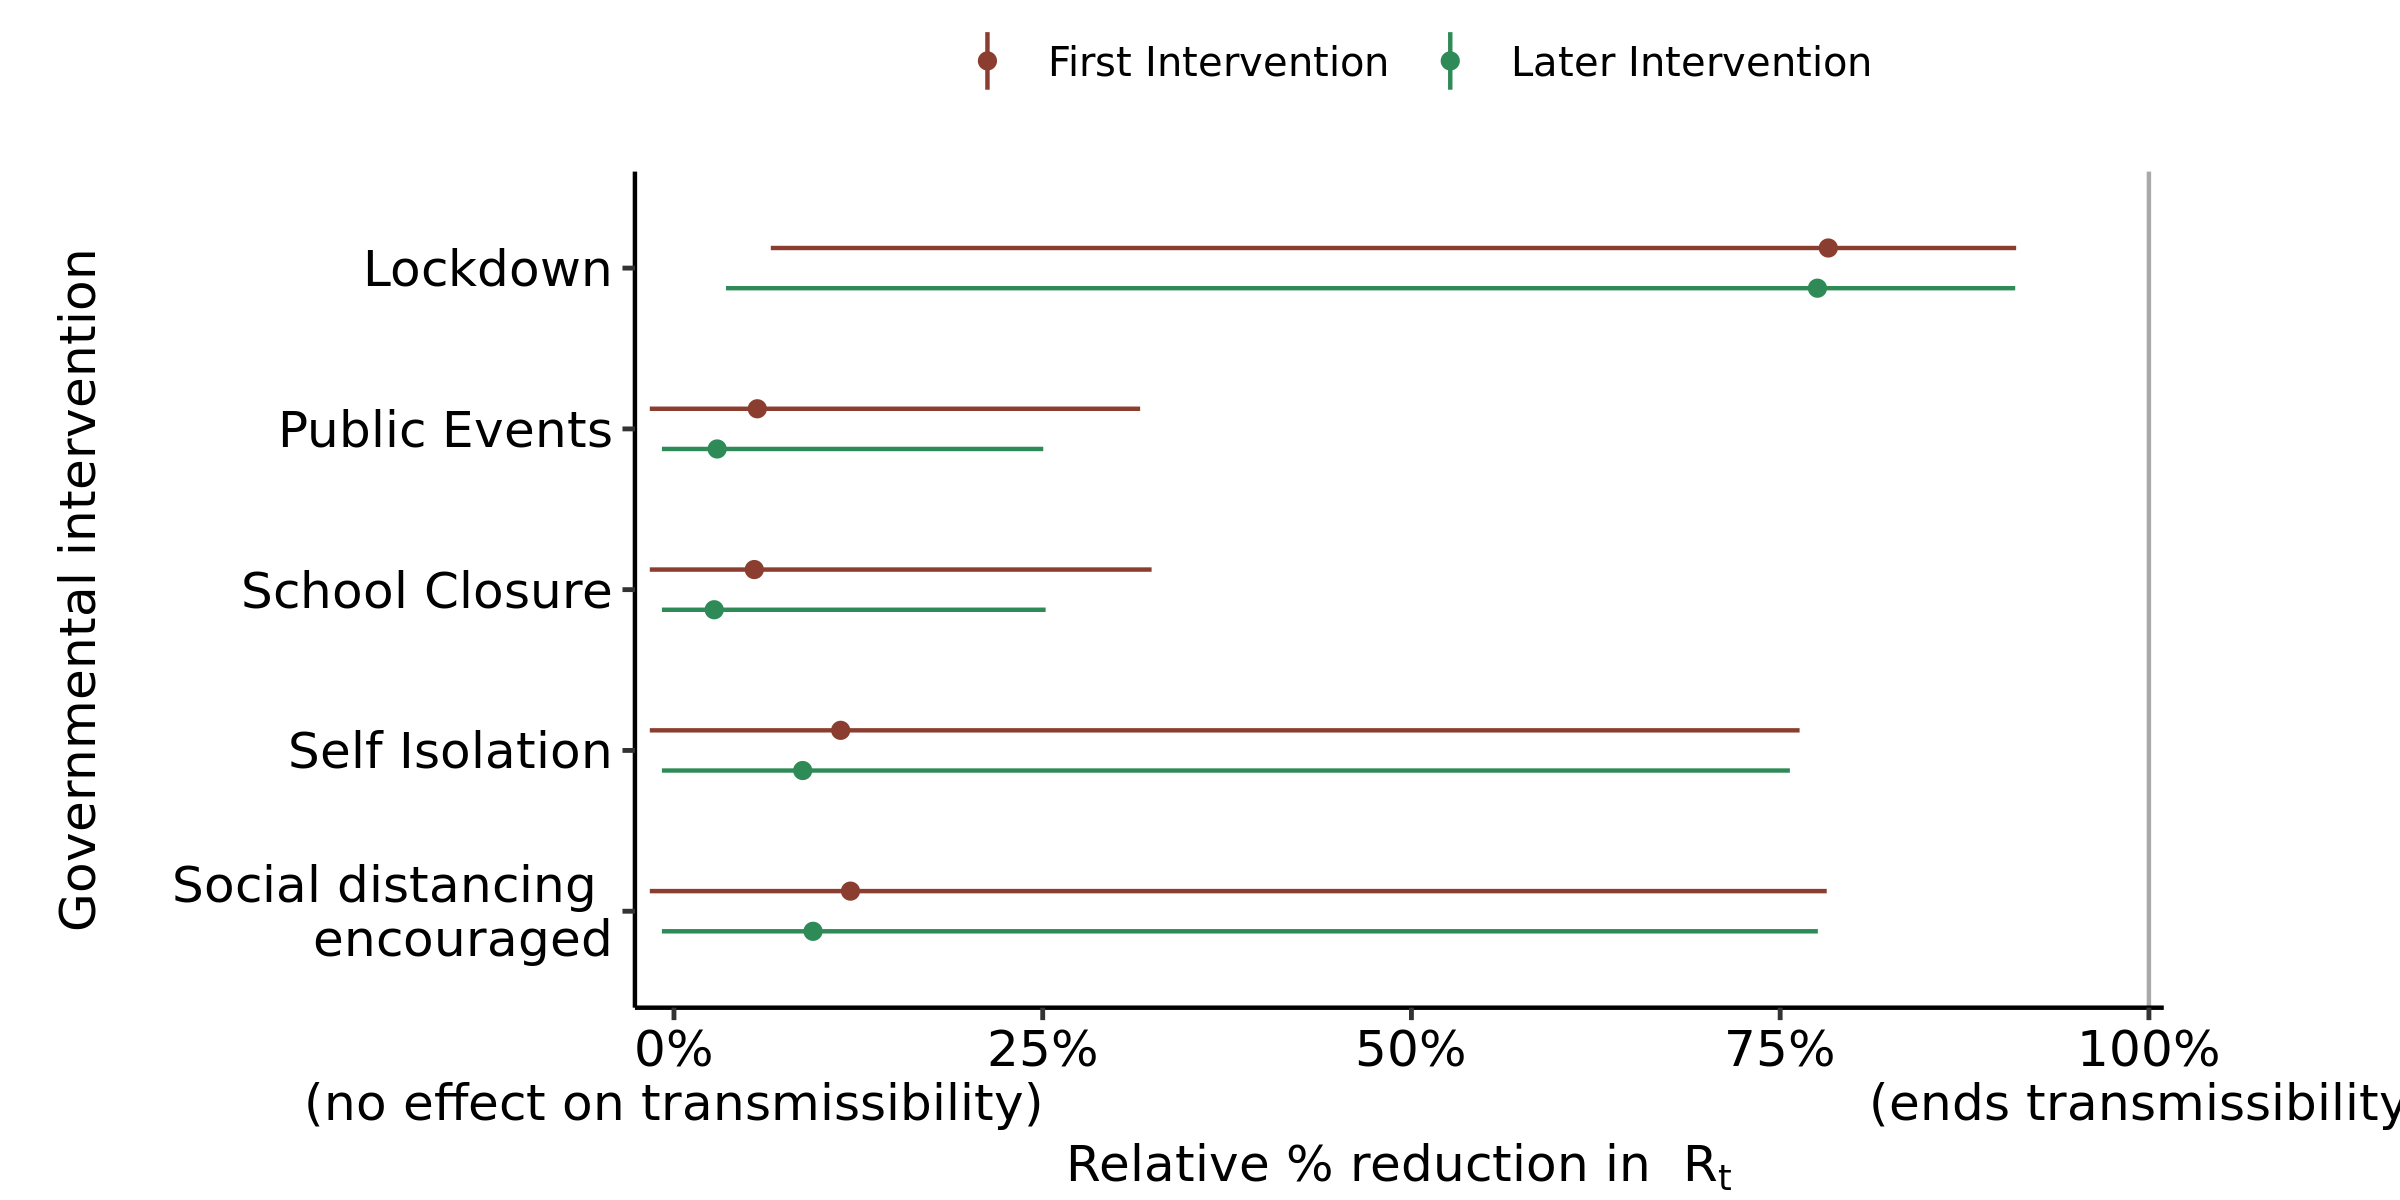 First Intervention Later Intervention
Governmental intervention
Lockdown
Public Events
School Closure
Self Isolation
Social distancing
encouraged
0% 25% 50% 75% 100%
(no effect on transmissibility) (ends transmissibility
Relative % reduction in Rt